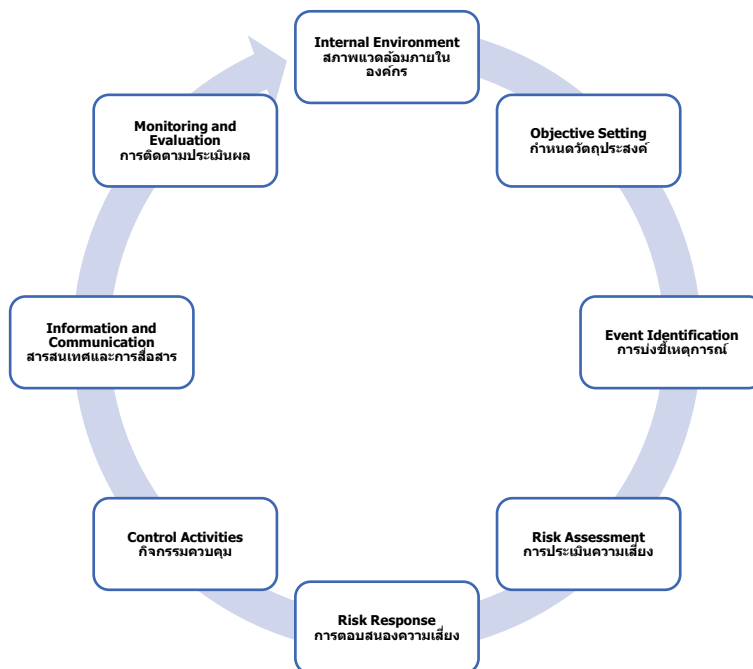 Internal Environment
สภาพแวดล้อมภายใน
องค์กร
Objective Setting
กำหนดวัตถุประสงค์
Event Identification
การบ่งชี้เหตุการณ์
Risk Assessment
การประเมินความเสี่ยง
Risk Response
การตอบสนองความเสี่ยง
Control Activities
กิจกรรมควบคุม
Information and
Communication
สารสนเทศและการสื่อสาร
Monitoring and
Evaluation
การติดตามประเมินผล